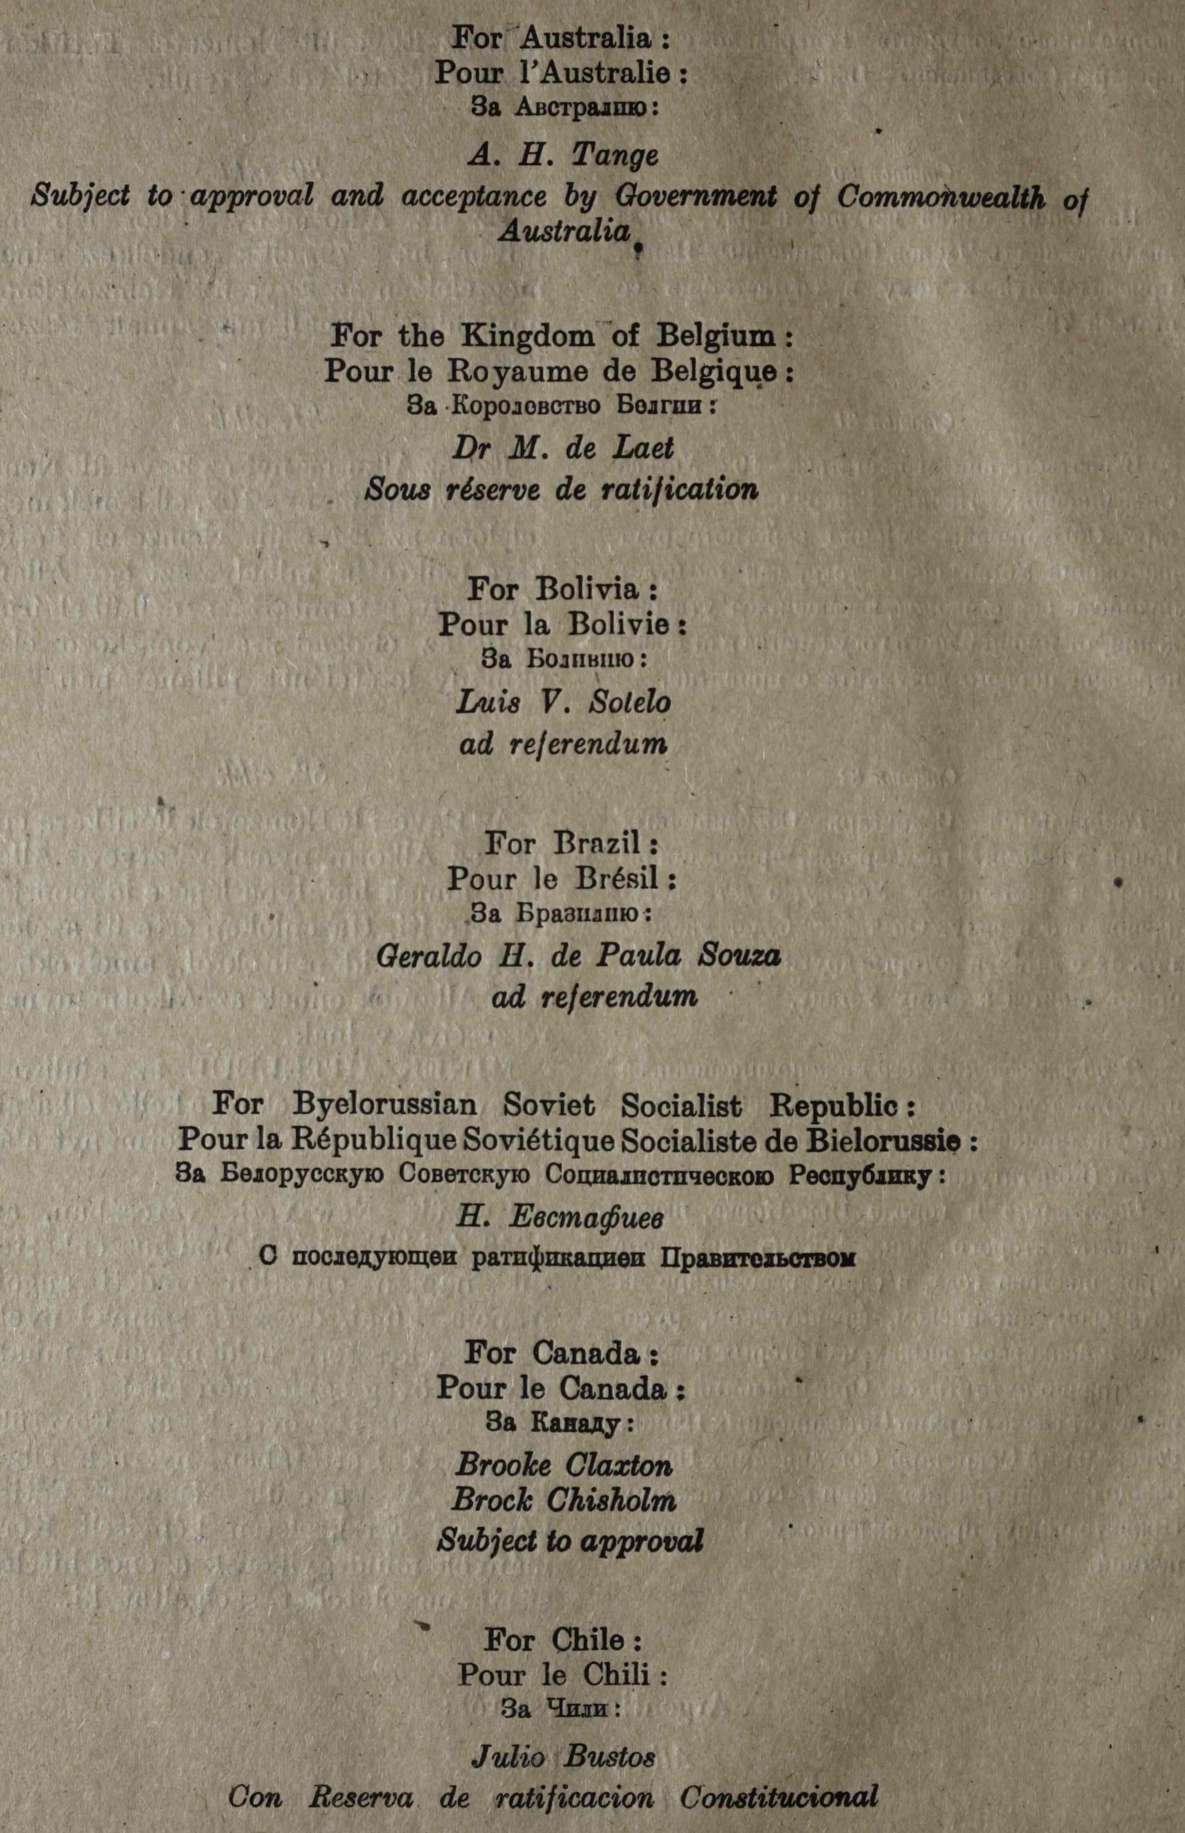 For Australia :
Pour l'Australie :
За Австралию :
A. H. Tange
Subject to approval and acceptance by Government of Commonwealth of
Australia.
For the Kingdom of Belgium :
Pour le Royaume de Belgique :
За Королевство Белгии :
Dr M. de Laet
Sous réserve de ratification
For Bolivia :
Pour la Bolivie :
За Боливию :
Luis V. Sotelo
ad referendum
For Brazil :
Pour le Brésil :
За Бразилию :
Geraldo H. de Paula Souza
ad referendum
For Byelorussian Soviet Socialist Republic :
Pour la République Soviétique Socialiste de Bielorussie :
За Белорусскую Советскую Социалистическою Республику :
Н. Евстафиев
С последующеи ратификациеи Правительством
For Canada :
Pour le Canada :
За Канаду :
Brooke Claxton
Brock Chisholm
Subject to approval
For Chile :
Pour le Chili :
За Чили :
Julio Bustos
Con Reserva de ratificacion Constitucional